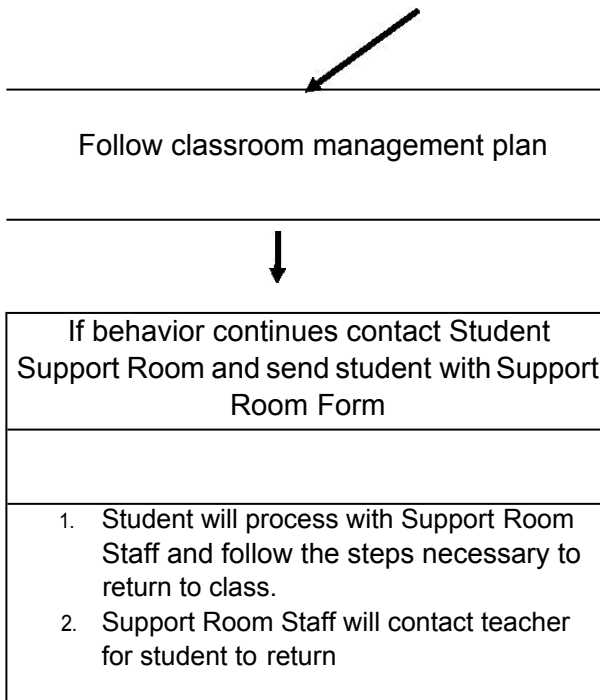 Follow classroom management plan
If behavior continues contact Student
Support Room and send student with Support
Room Form
1. Student will process with Support Room
Staff and follow the steps necessary to
return to class.
2. Support Room Staff will contact teacher
for student to return